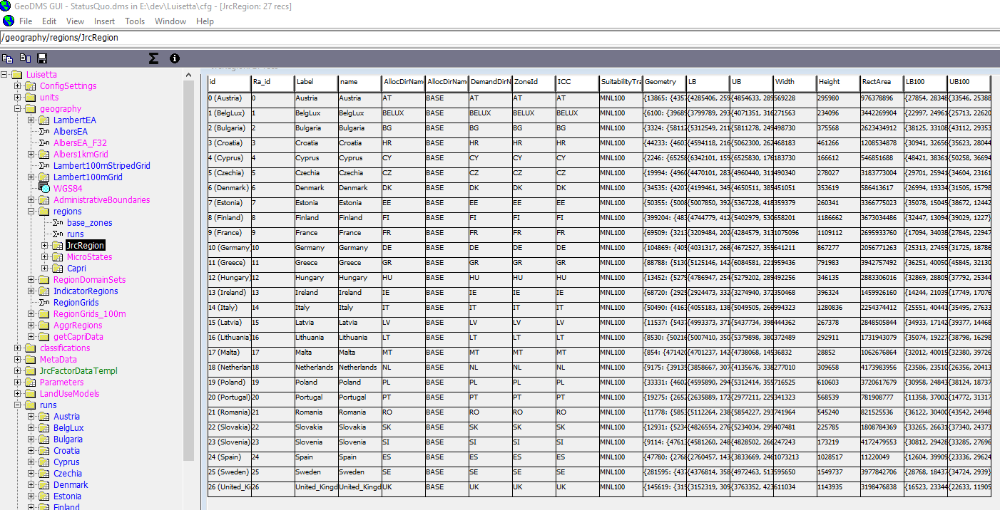 GeoDMS GUI - StatusQuo.dms in E:\dev\Luisetta\cfg - [JrcRegion: 27 recs]
File Edit View Insert Tools Window Help
/geography/regions/JrcRegion
Luisetta
ConfigSettings
units
geography
LambertEA
AlbersEA
AlbersEA_F32
Albers1kmGrid
Lambert100mStripedGrid
Lambert100mGrid
WGS84
AdministrativeBoundaries
regions
base_zones
runs
JrcRegion
MicroStates
Capri
RegionDomainSets
IndicatorRegions
RegionGrids
RegionGrids_100m
AggrRegions
getCapriData
classifications
MetaData
JrcFactorDataTempl
Parameters
LandUseModels
runs
Austria
BelgLux
Bulgaria
Croatia
Cyprus
Czechia
Denmark
Estonia
Finland
id Ra_id Label name AllocDirNam AllocDirNam DemandDirN ZoneId ICC SuitabilityTra Geometry LB UB Width Height RectArea LB100 UB100
0 (Austria) 0 Austria Austria AT BASE AT AT AT MNL100 {13865: {4357 {4285406, 259 {4854633, 289 569228 295980 976378896 {27854, 28348 {33546, 25388
1 (BelgLux) 1 BelgLux BelgLux BELUX BASE BELUX BELUX BELUX MNL100 {6100: {39689 {3799789, 293 {4071351, 316 271563 234096 3442269904 {22997, 24961 {25713, 22620
2 (Bulgaria) 2 Bulgaria Bulgaria BG BASE BG BG BG MNL100 {3324: {58112 {5312549, 211 {5811278, 249 498730 375568 2623434912 {38125, 33108 {43112, 29353
3 (Croatia) 3 Croatia Croatia HR BASE HR HR HR MNL100 {44233: {4603 {4594118, 216 {5062300, 262 468183 461266 1208534878 {30941, 32656 {35623, 28044
4 (Cyprus) 4 Cyprus Cyprus CY BASE CY CY CY MNL100 {2246: {65258 {6342101, 159 {6525830, 176 183730 166612 546851688 {48421, 38361 {50258, 36694
5 (Czechia) 5 Czechia Czechia CZ BASE CZ CZ CZ MNL100 {19994: {4960 {4470101, 283 {4960440, 311 490340 278027 3183773004 {29701, 25941 {34604, 23161
6 (Denmark) 6 Denmark Denmark DK BASE DK DK DK MNL100 {34535: {4207 {4199461, 349 {4650511, 385 451051 353619 586413617 {26994, 19334 {31505, 15798
7 (Estonia) 7 Estonia Estonia EE BASE EE EE EE MNL100 {50355: {5008 {5007850, 392 {5367228, 418 359379 260341 3366775023 {35078, 15045 {38672, 12442
8 (Finland) 8 Finland Finland FI BASE FI FI FI MNL100 {399204: {483 {4744779, 412 {5402979, 530 658201 1186662 3673034486 {32447, 13094 {39029, 1227}
9 (France) 9 France France FR BASE FR FR FR MNL100 {69509: {3213 {3209484, 202 {4284579, 313 1075096 1109112 2695933760 {17094, 34038 {27845, 22947
10 (Germany) 10 Germany Germany DE BASE DE DE DE MNL100 {104869: {405 {4031317, 268 {4672527, 355 641211 867277 2056771263 {25313, 27459 {31725, 18786
11 (Greece) 11 Greece Greece GR BASE GR GR GR MNL100 {88788: {5130 {5125146, 142 {6084581, 221 959436 791983 3942757492 {36251, 40050 {45845, 32130
12 (Hungary) 12 Hungary Hungary HU BASE HU HU HU MNL100 {13452: {5279 {4786947, 254 {5279202, 289 492256 346135 2883306016 {32869, 28805 {37792, 25344
13 (Ireland) 13 Ireland Ireland IE BASE IE IE IE MNL100 {68720: {2925 {2924473, 332 {3274940, 372 350468 396324 1459926160 {14244, 21039 {17749, 17076
14 (Italy) 14 Italy Italy IT BASE IT IT IT MNL100 {50490: {4163 {4055183, 138 {5049505, 266 994323 1280836 2254374412 {25551, 40441 {35495, 27633
15 (Latvia) 15 Latvia Latvia LV BASE LV LV LV MNL100 {11537: {5437 {4993373, 371 {5437734, 398 444362 267378 2848505844 {34933, 17142 {39377, 14468
16 (Lithuania) 16 Lithuania Lithuania LT BASE LT LT LT MNL100 {8530: {50216 {5007410, 350 {5379898, 380 372489 292911 1731943079 {35074, 19227 {38798, 16298
17 (Malta) 17 Malta Malta MT BASE MT MT MT MNL100 {854: {471420 {4701237, 142 {4738068, 145 36832 28852 1062676864 {32012, 40015 {32380, 39726
18 (Netherlan 18 Netherlands Netherlands NL BASE NL NL NL MNL100 {9175: {39135 {3858667, 307 {4135676, 338 277010 309658 4173983956 {23586, 23510 {26356, 20413
19 (Poland) 19 Poland Poland PL BASE PL PL PL MNL100 {33331: {4602 {4595890, 294 {5312414, 355 716525 610603 3720617679 {30958, 24843 {38124, 18737
20 (Portugal) 20 Portugal Portugal PT BASE PT PT PT MNL100 {19275: {2652 {2635889, 172 {2977211, 229 341323 568539 781908777 {11358, 37002 {14772, 31317
21 (Romania) 21 Romania Romania RO BASE RO RO RO MNL100 {11778: {5853 {5112264, 238 {5854227, 293 741964 545240 821525536 {36122, 30400 {43542, 24948
22 (Slovakia) 22 Slovakia Slovakia SK BASE SK SK SK MNL100 {12931: {5234 {4826554, 276 {5234034, 299 407481 225785 1808784369 {33265, 26631 {37340, 24373
23 (Slovenia) 23 Slovenia Slovenia SI BASE SI SI SI MNL100 {9114: {47613 {4581260, 248 {4828502, 266 247243 173219 4172479553 {30812, 29428 {33285, 27696
24 (Spain) 24 Spain Spain ES BASE ES ES ES MNL100 {47780: {2768 {2760457, 143 {3833669, 246 1073213 1028517 11220049 {12604, 39909 {23336, 29624
25 (Sweden) 25 Sweden Sweden SE BASE SE SE SE MNL100 {281595: {437 {4376814, 358 {4972463, 513 595650 1549737 3977842706 {28768, 18437 {34724, 2939}
26 (United_Ki 26 United_Kingd United_Kingd UK BASE UK UK UK MNL100 {145619: {315 {3152319, 309 {3763352, 423 611034 1143935 3198476838 {16523, 23344 {22633, 11905